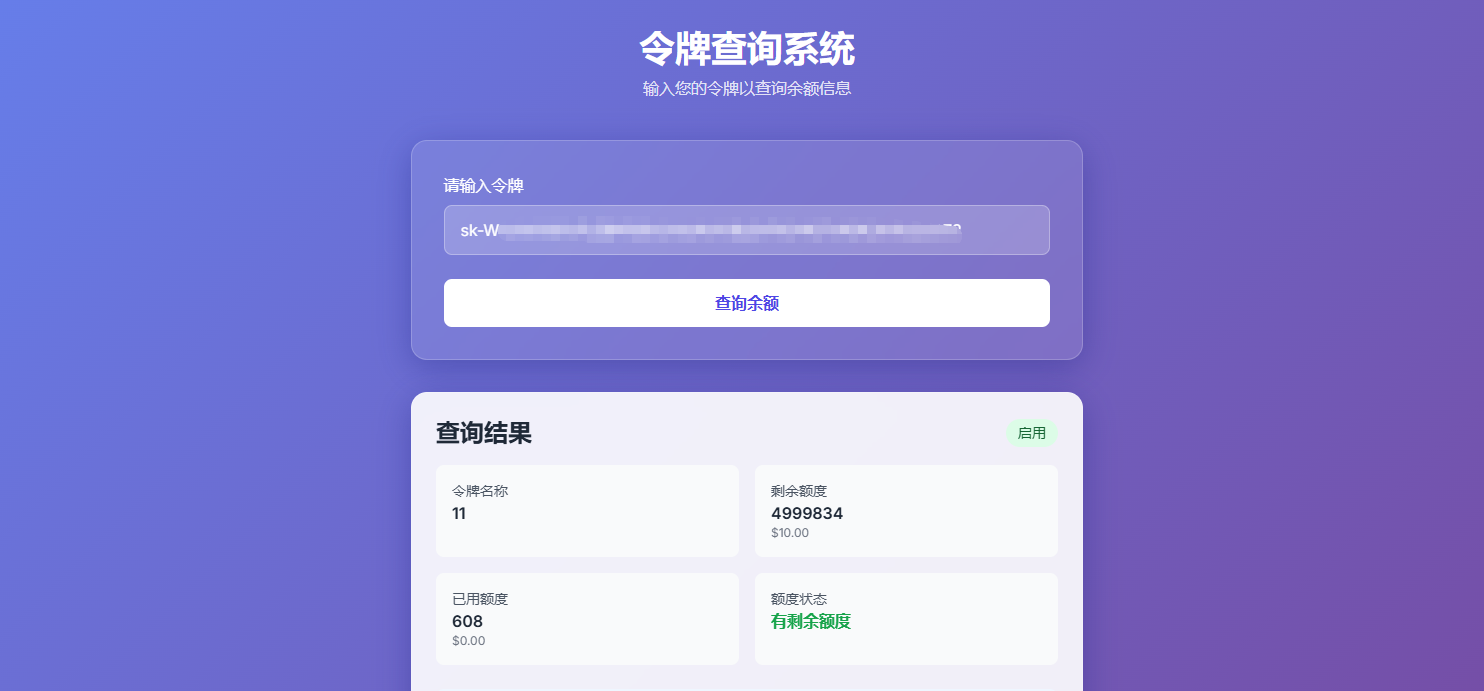 令牌查询系统
输入您的令牌以查询余额信息
请输入令牌
sk-W
查询余额
查询结果
启用
令牌名称
11
剩余额度
4999834
$10.00
已用额度
608
$0.00
额度状态
有剩余额度